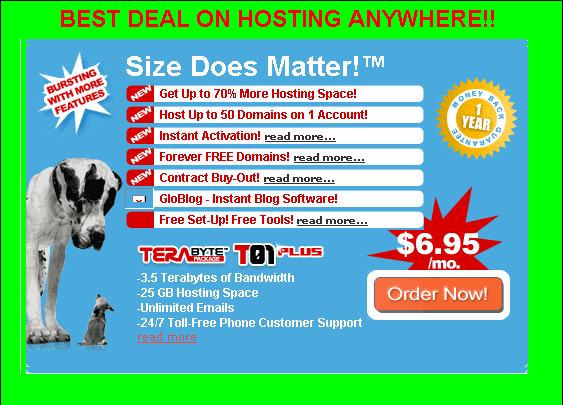 BEST DEAL ON HOSTING ANYWHERE!!
Size Does Matter!™
BURSTING
WITH MORE
FEATURES
NEW Get Up to 70% More Hosting Space!
NEW Host Up to 50 Domains on 1 Account!
NEW Instant Activation! read more...
NEW Forever FREE Domains! read more...
NEW Contract Buy-Out! read more...
GloBlog - Instant Blog Software!
Free Set-Up! Free Tools! read more...
MONEY BACK
1
YEAR
GUARANTEE
TERABYTE PACKAGE T01 PLUS
-3.5 Terabytes of Bandwidth
-25 GB Hosting Space
-Unlimited Emails
-24/7 Toll-Free Phone Customer Support
read more
$6.95
/mo.
Order Now!